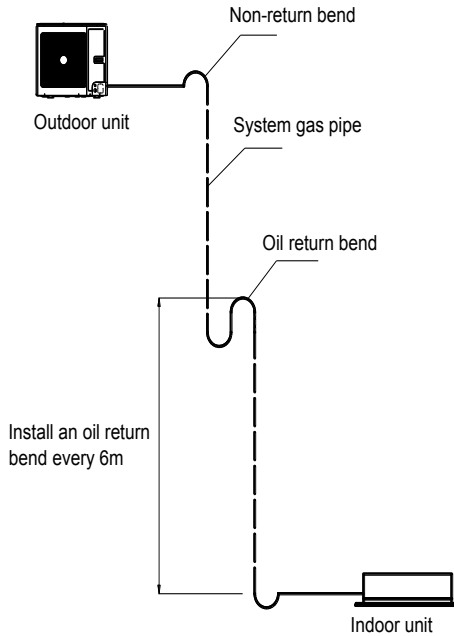 Non-return bend
Outdoor unit
System gas pipe
Oil return bend
Install an oil return
bend every 6m
Indoor unit